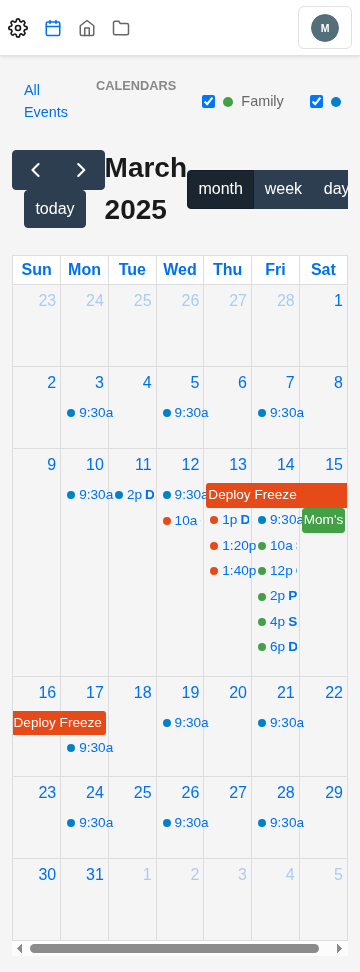 M
All
Events
CALENDARS
Family
March
2025
today
month week day
Sun Mon Tue Wed Thu Fri Sat
23 24 25 26 27 28 1
2 3 4 5 6 7 8
9:30a 9:30a 9:30a
9 10 11 12 13 14 15
9:30a 2p D 9:30a Deploy Freeze
10a 1p D 9:30a Mom's
1:20p 10a
1:40p 12p
2p P
4p S
6p D
16 17 18 19 20 21 22
Deploy Freeze 9:30a 9:30a
9:30a
23 24 25 26 27 28 29
9:30a 9:30a 9:30a
30 31 1 2 3 4 5